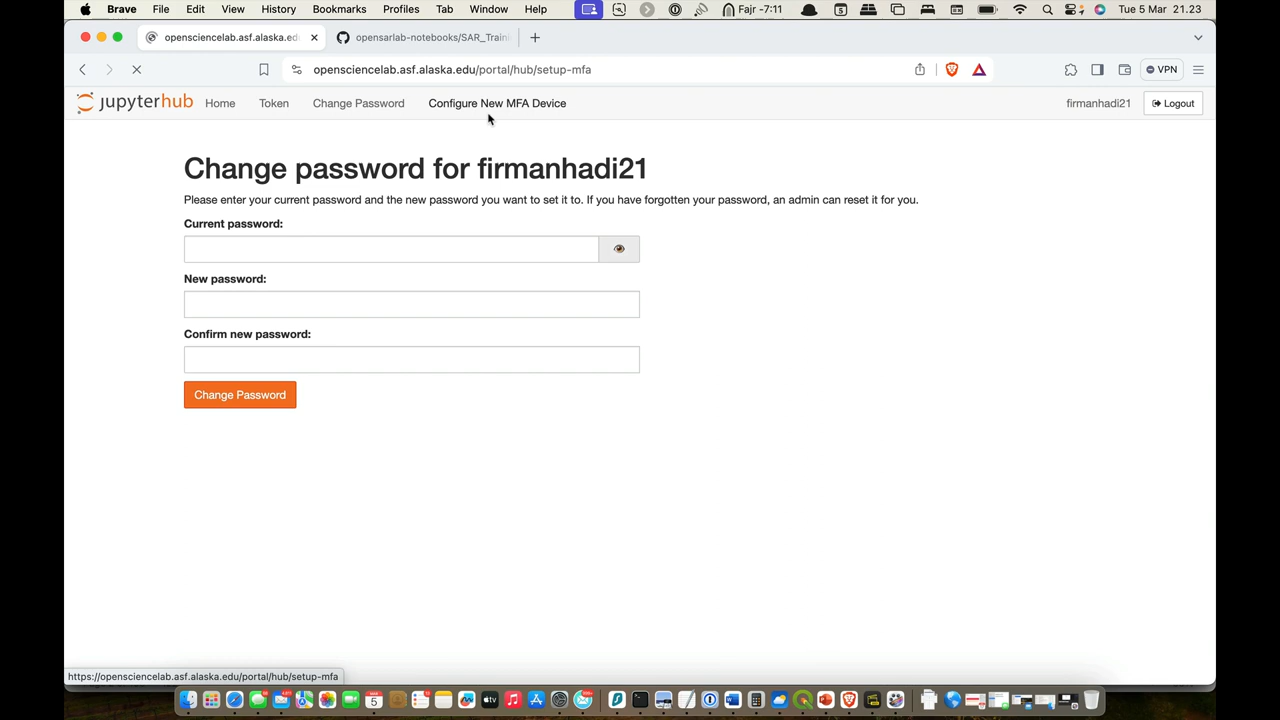 Brave File Edit View History Bookmarks Profiles Tab Window Help Fajr -7:11 Tue 5 Mar 21.23
opensciencelab.asf.alaska.ed opensarlab-notebooks/SAR_Traini
opensciencelab.asf.alaska.edu/portal/hub/setup-mfa VPN
jupyterhub Home Token Change Password Configure New MFA Device firmanhadi21 Logout
Change password for firmanhadi21
Please enter your current password and the new password you want to set it to. If you have forgotten your password, an admin can reset it for you.
Current password:
New password:
Confirm new password:
Change Password
https://opensciencelab.asf.alaska.edu/portal/hub/setup-mfa